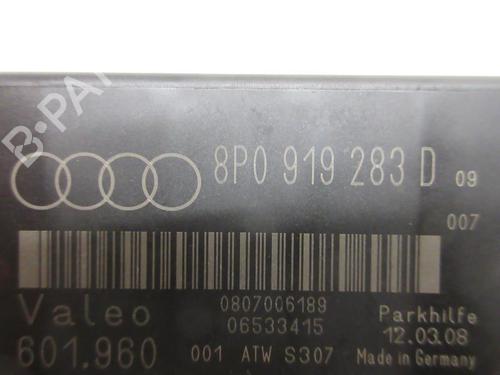 B-PARTS
8P0 919 283 D 09
007
0807006189
Valeo 06533415 Parkhilfe
12.03.08
601.960 001 ATW S307 Made in Germany